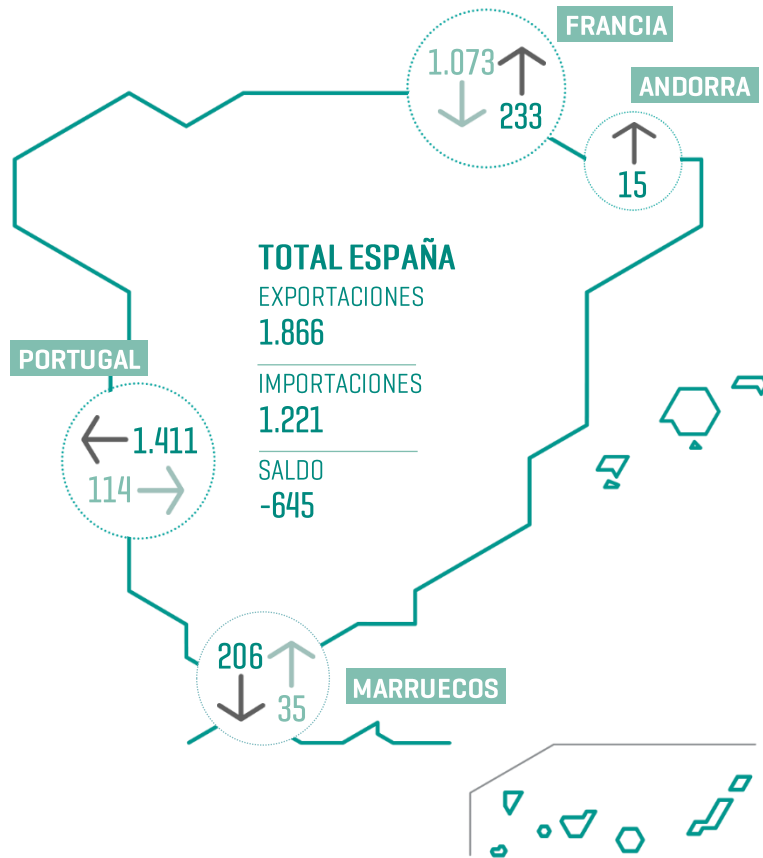 FRANCIA
1.073
233
ANDORRA
15
TOTAL ESPAÑA
EXPORTACIONES
1.866
IMPORTACIONES
1.221
SALDO
-645
PORTUGAL
1.411
114
206
35
MARRUECOS